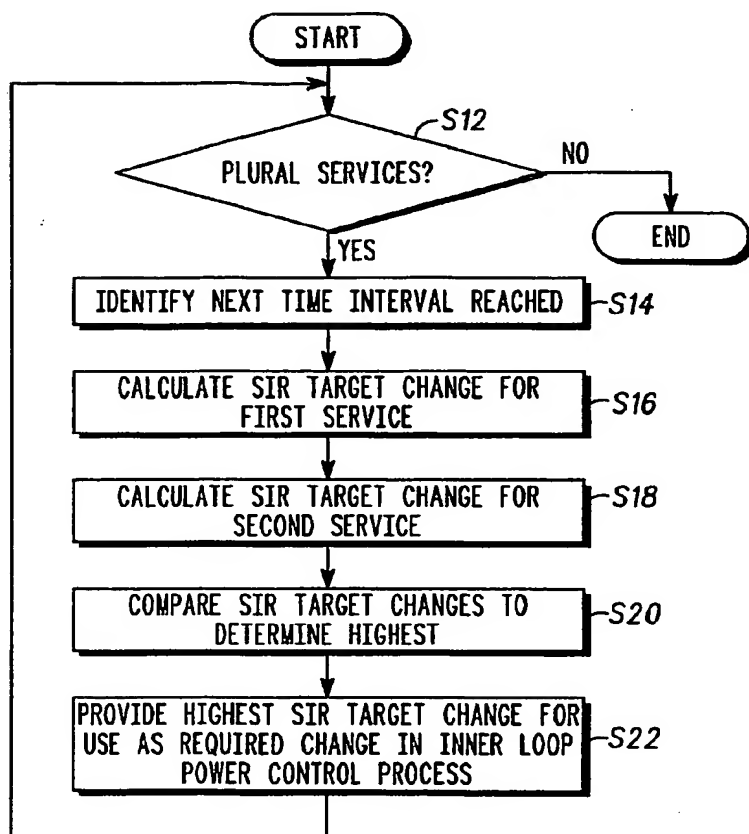 START
S12
PLURAL SERVICES?
NO
END
YES
IDENTIFY NEXT TIME INTERVAL REACHED
S14
CALCULATE SIR TARGET CHANGE FOR
FIRST SERVICE
S16
CALCULATE SIR TARGET CHANGE FOR
SECOND SERVICE
S18
COMPARE SIR TARGET CHANGES TO
DETERMINE HIGHEST
S20
PROVIDE HIGHEST SIR TARGET CHANGE FOR
USE AS REQUIRED CHANGE IN INNER LOOP
POWER CONTROL PROCESS
S22